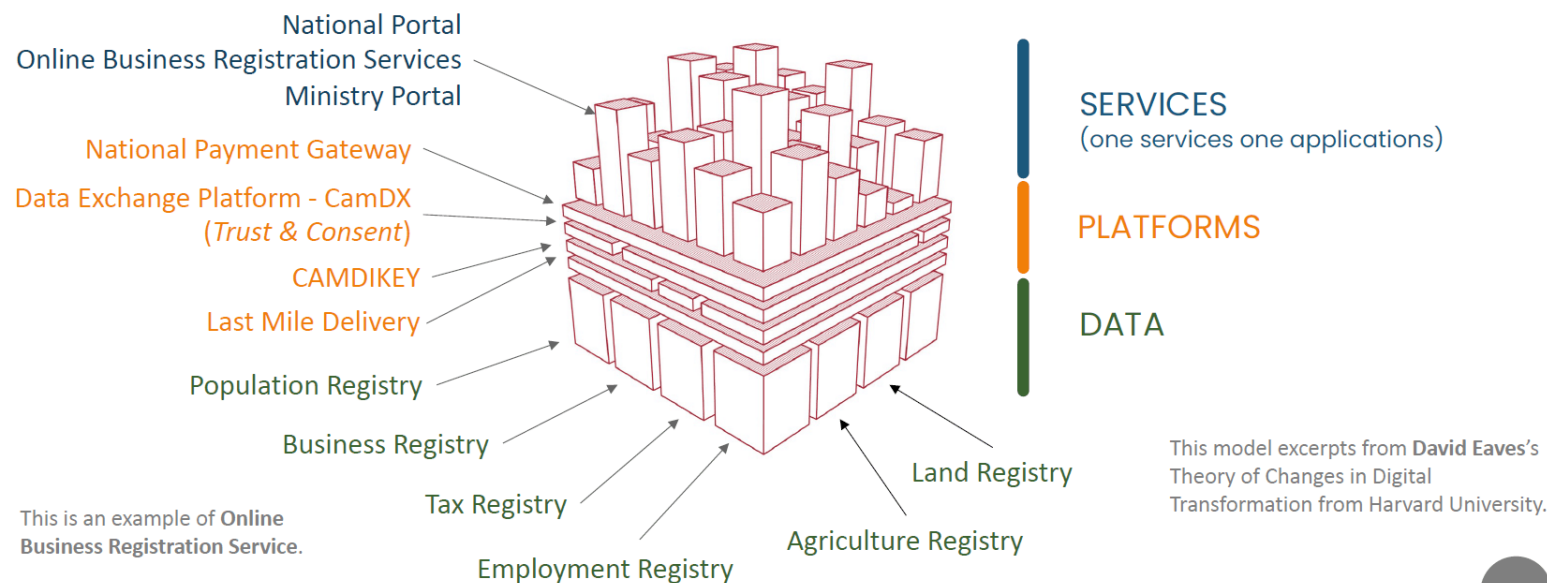 National Portal
Online Business Registration Services
Ministry Portal
National Payment Gateway
Data Exchange Platform - CamDX
(Trust & Consent)
CAMDIKEY
Last Mile Delivery
Population Registry
Business Registry
Tax Registry
Employment Registry
Agriculture Registry
Land Registry
SERVICES
(one services one applications)
PLATFORMS
DATA
This is an example of Online
Business Registration Service.
This model excerpts from David Eaves's
Theory of Changes in Digital
Transformation from Harvard University.